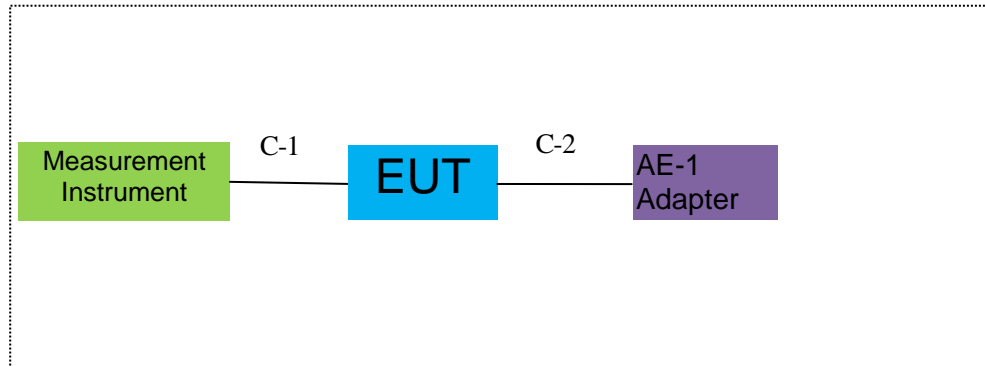 C-1
C-2
Measurement
Instrument
EUT
AE-1
Adapter